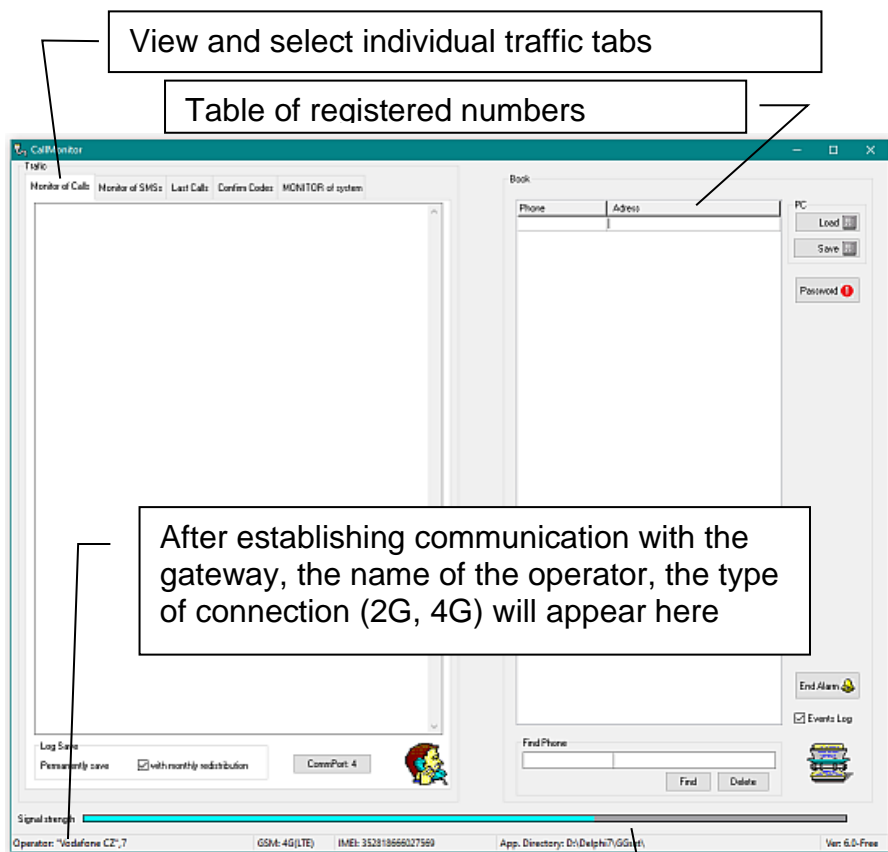 View and select individual traffic tabs
Table of registered numbers
CallMonitor
Trafic
Monitor of Calls Monitor of SMSs Last Calls Confirm Codes MONITOR of system
Book
Phone Adress
PC
Load
Save
Password
After establishing communication with the
gateway, the name of the operator, the type
of connection (2G, 4G) will appear here
End Alarm
Events Log
Log Save
Permanently save with monthly redistribution
CommPort 4
Find Phone
Find Delete
Signal strength
Operator: "Vodafone CZ",7 GSM: 4G(LTE) IMEI: 352818666027569 App. Directory: D:\Delphi7\GGset\ Ver: 6.0-Free